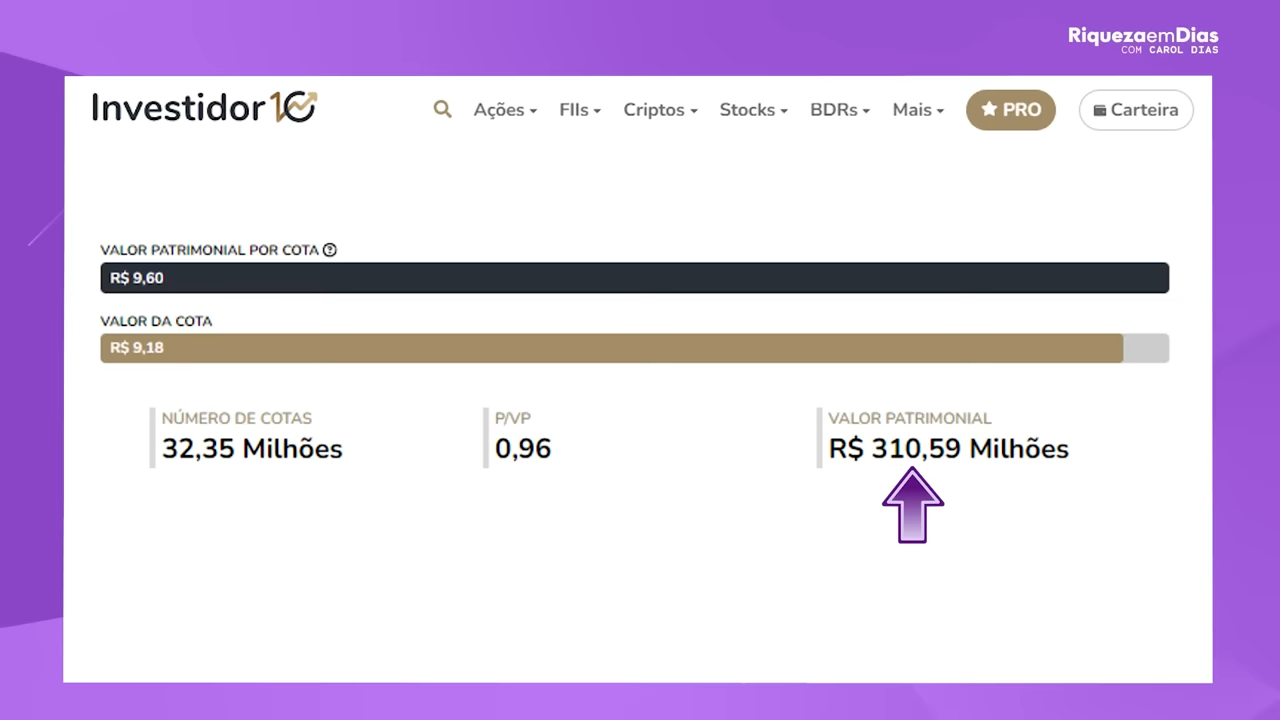 RiquezaemDias
COM CAROL DIAS
Investidor10
Ações
FIIs
Criptos
Stocks
BDRs
Mais
PRO
Carteira
VALOR PATRIMONIAL POR COTA
R$ 9,60
VALOR DA COTA
R$ 9,18
NÚMERO DE COTAS
32,35 Milhões
P/VP
0,96
VALOR PATRIMONIAL
R$ 310,59 Milhões